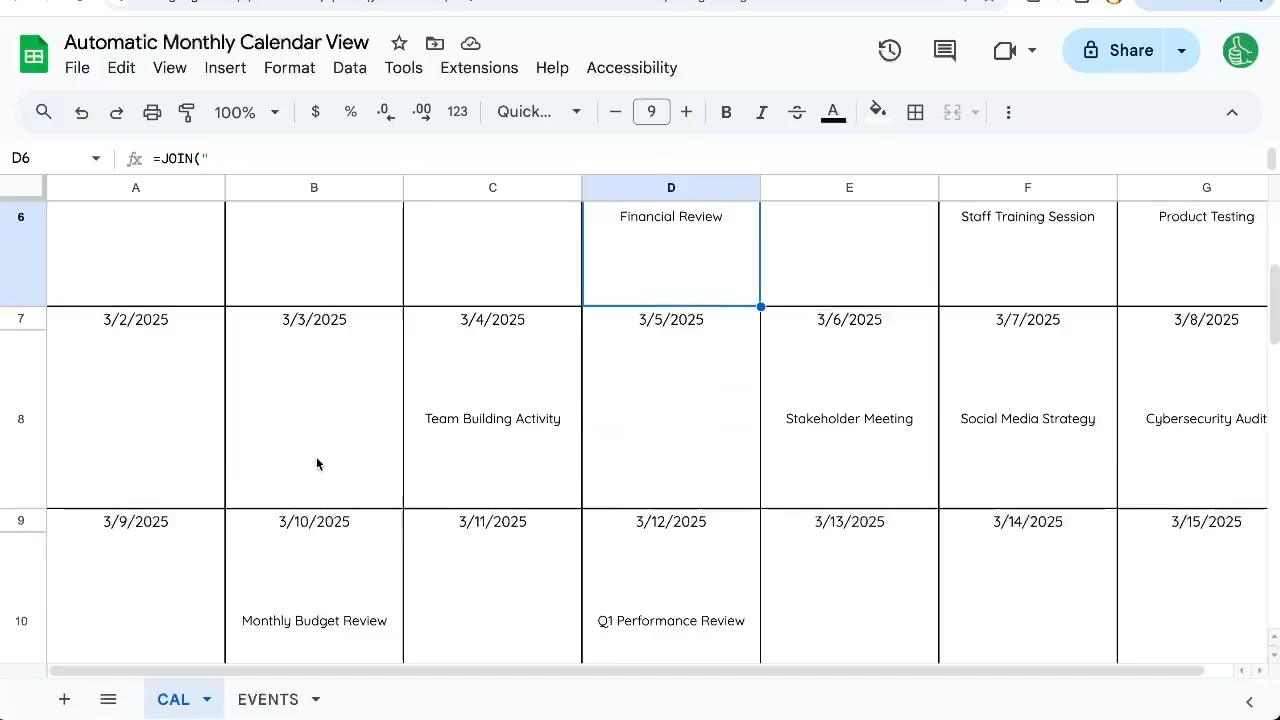 Automatic Monthly Calendar View
File Edit View Insert Format Data Tools Extensions Help Accessibility
Share
100% $ % .0 .00 123 Quick... 9 B I A
D6 fx =JOIN("
A B C D E F G
6 Financial Review Staff Training Session Product Testing
7 3/2/2025 3/3/2025 3/4/2025 3/5/2025 3/6/2025 3/7/2025 3/8/2025
8 Team Building Activity Stakeholder Meeting Social Media Strategy Cybersecurity Audit
9 3/9/2025 3/10/2025 3/11/2025 3/12/2025 3/13/2025 3/14/2025 3/15/2025
10 Monthly Budget Review Q1 Performance Review
CAL EVENTS